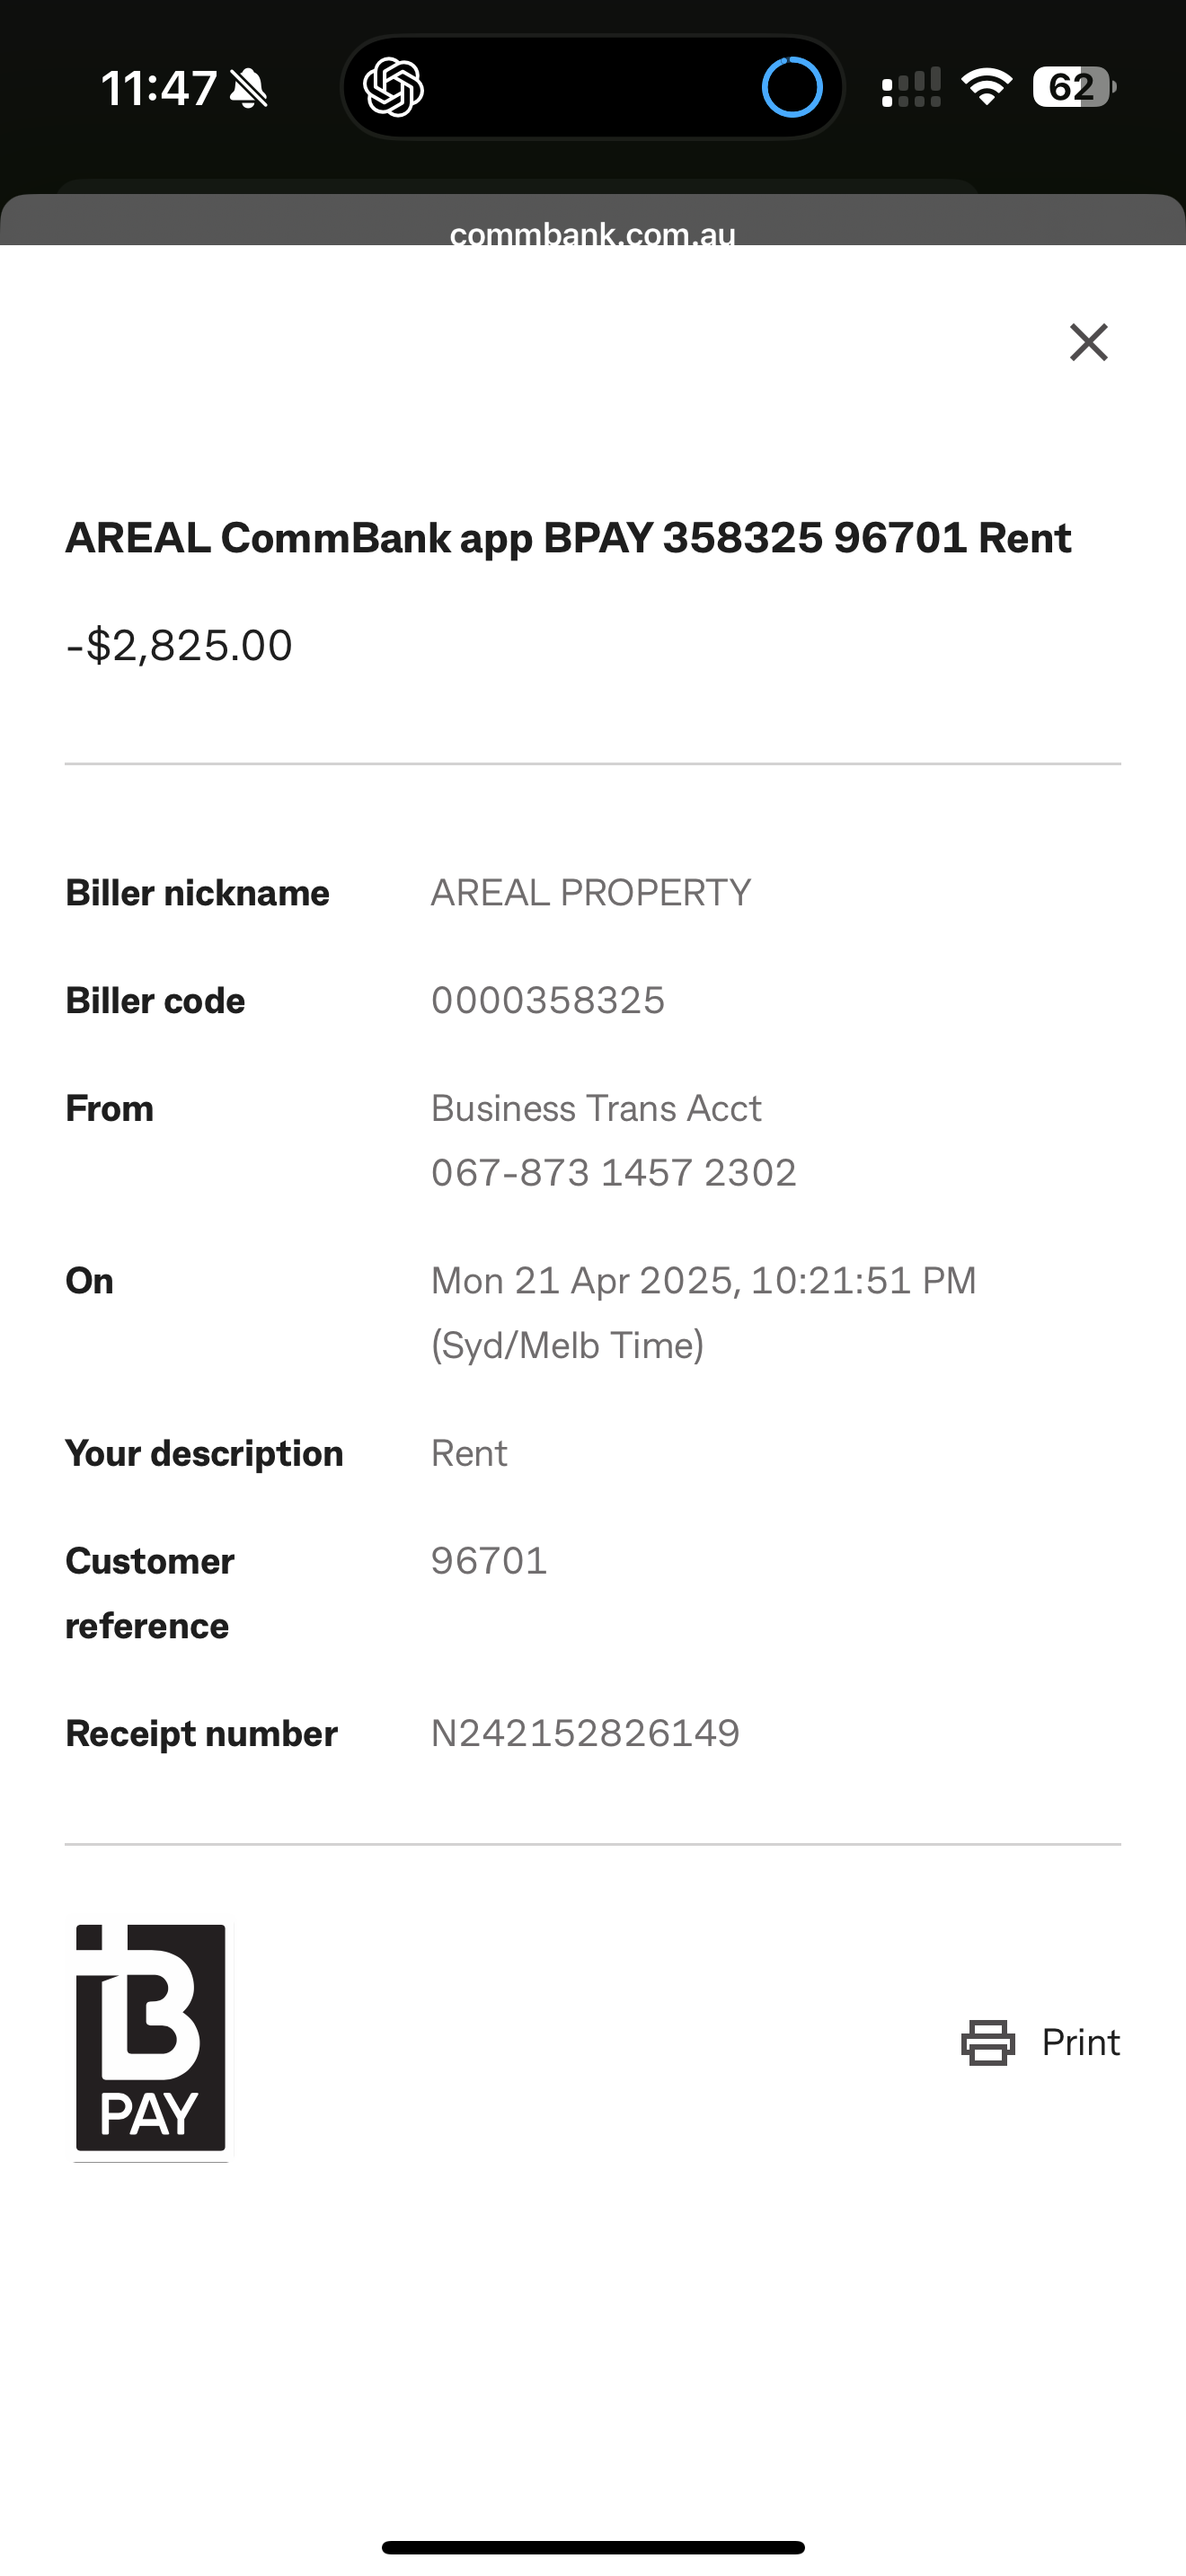 11:47
62
commbank.com.au
AREAL CommBank app BPAY 358325 96701 Rent
-$2,825.00
Biller nickname AREAL PROPERTY
Biller code 0000358325
From Business Trans Acct
067-873 1457 2302
On Mon 21 Apr 2025, 10:21:51 PM
(Syd/Melb Time)
Your description Rent
Customer 96701
reference
Receipt number N242152826149
B
PAY
Print